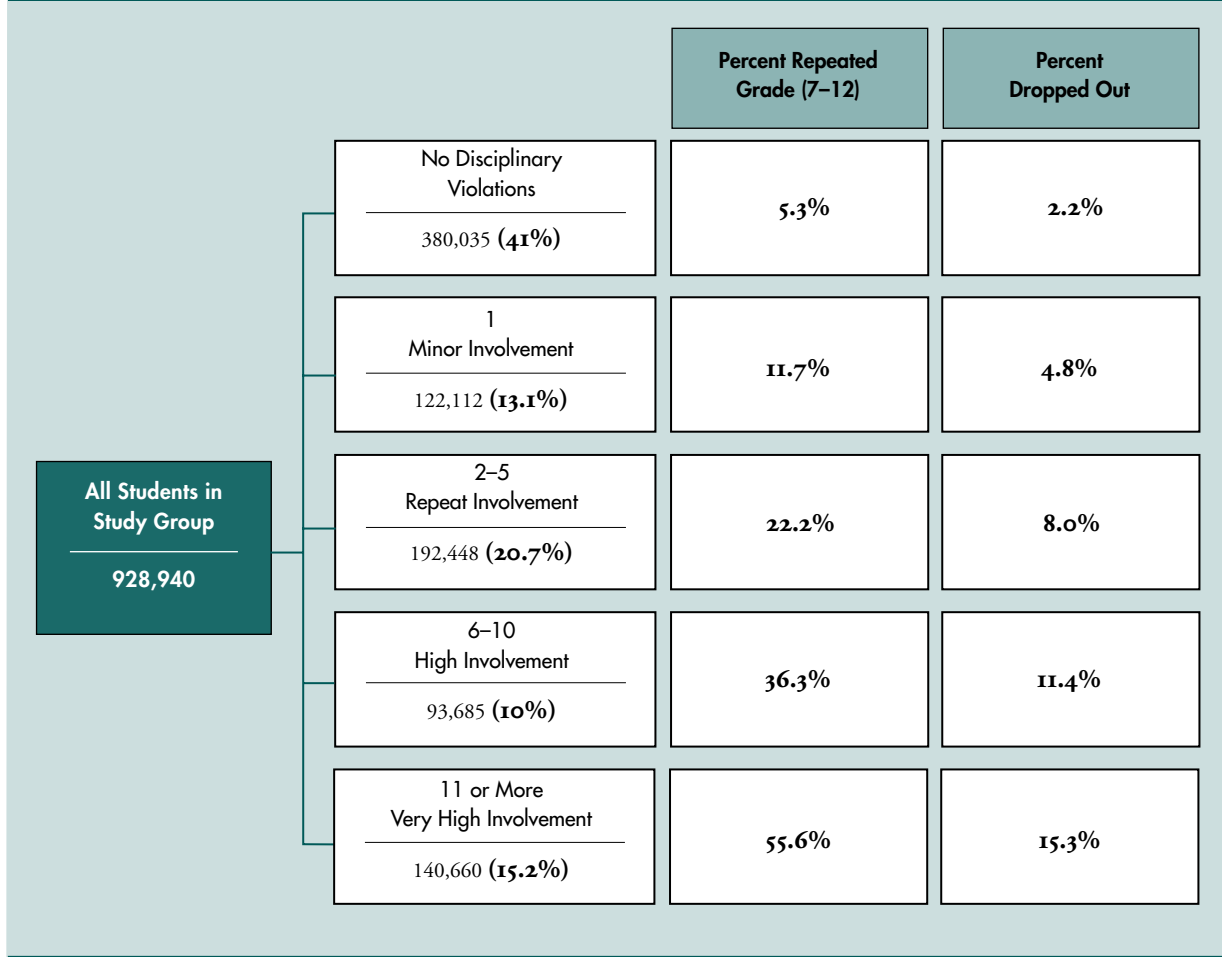 Percent Repeated
Grade (7–12)
Percent
Dropped Out
No Disciplinary
Violations
380,035 (41%)
5.3%
2.2%
1
Minor Involvement
122,112 (13.1%)
11.7%
4.8%
All Students in
Study Group
928,940
2–5
Repeat Involvement
192,448 (20.7%)
22.2%
8.0%
6–10
High Involvement
93,685 (10%)
36.3%
11.4%
11 or More
Very High Involvement
140,660 (15.2%)
55.6%
15.3%